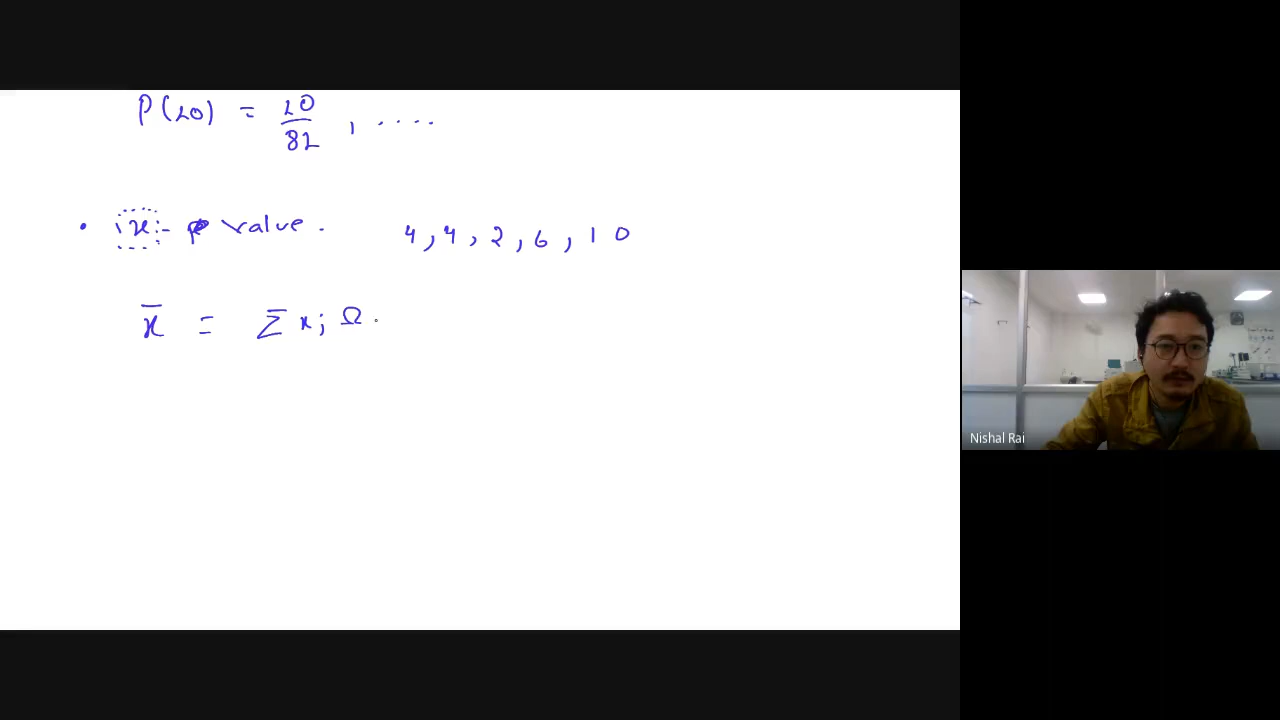 P(20) = 20/82 , ....
• x - value. 4, 4, 2, 6, 10
x̄ = Σ xᵢ Ω
Nishal Rai